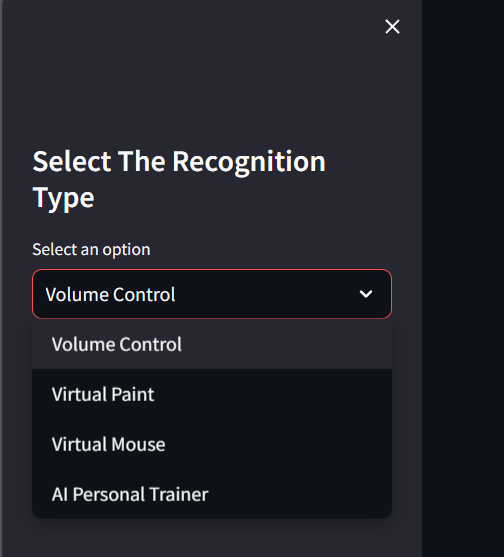 Select The Recognition
Type
Select an option
Volume Control
Volume Control
Virtual Paint
Virtual Mouse
AI Personal Trainer